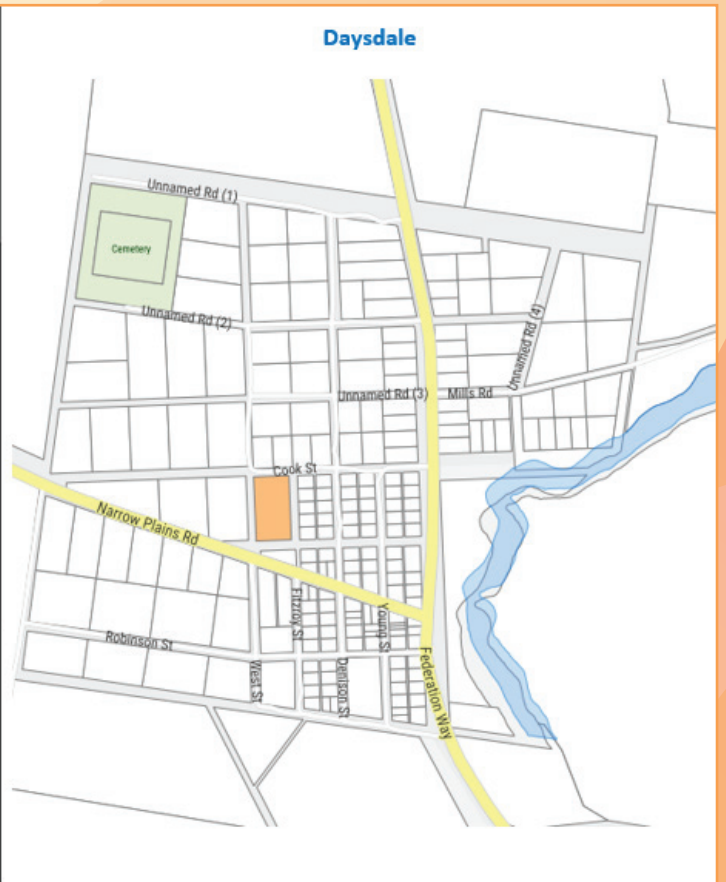 Daysdale
Unnamed Rd (1)
Cemetery
Unnamed Rd (2)
Unnamed Rd (4)
Unnamed Rd (3)
Mills Rd
Cook St
Narrow Plains Rd
Fitzroy St
Young St
Robinson St
West St
Denison St
Federation Way